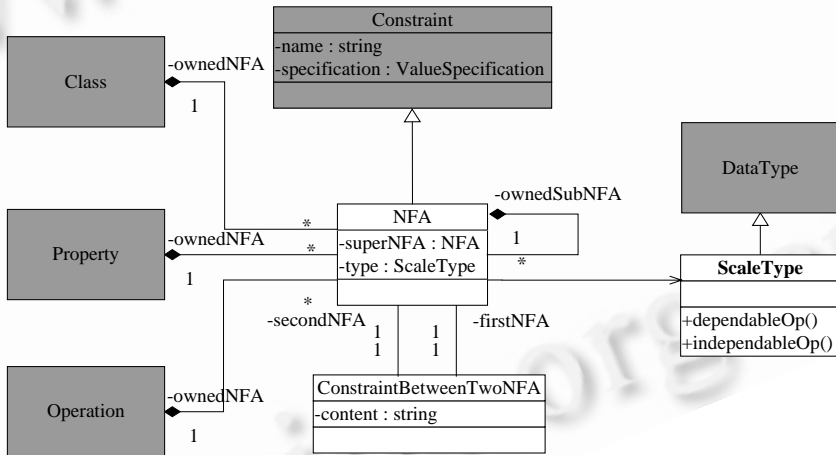 Constraint
-name : string
-specification : ValueSpecification
Class
-ownedNFA
1
*
DataType
Property
-ownedNFA
1
*
NFA
-superNFA : NFA
-type : ScaleType
-ownedSubNFA
1
*
ScaleType
+dependableOp()
+independableOp()
Operation
-ownedNFA
1
*
-secondNFA
1
1
-firstNFA
1
1
ConstraintBetweenTwoNFA
-content : string